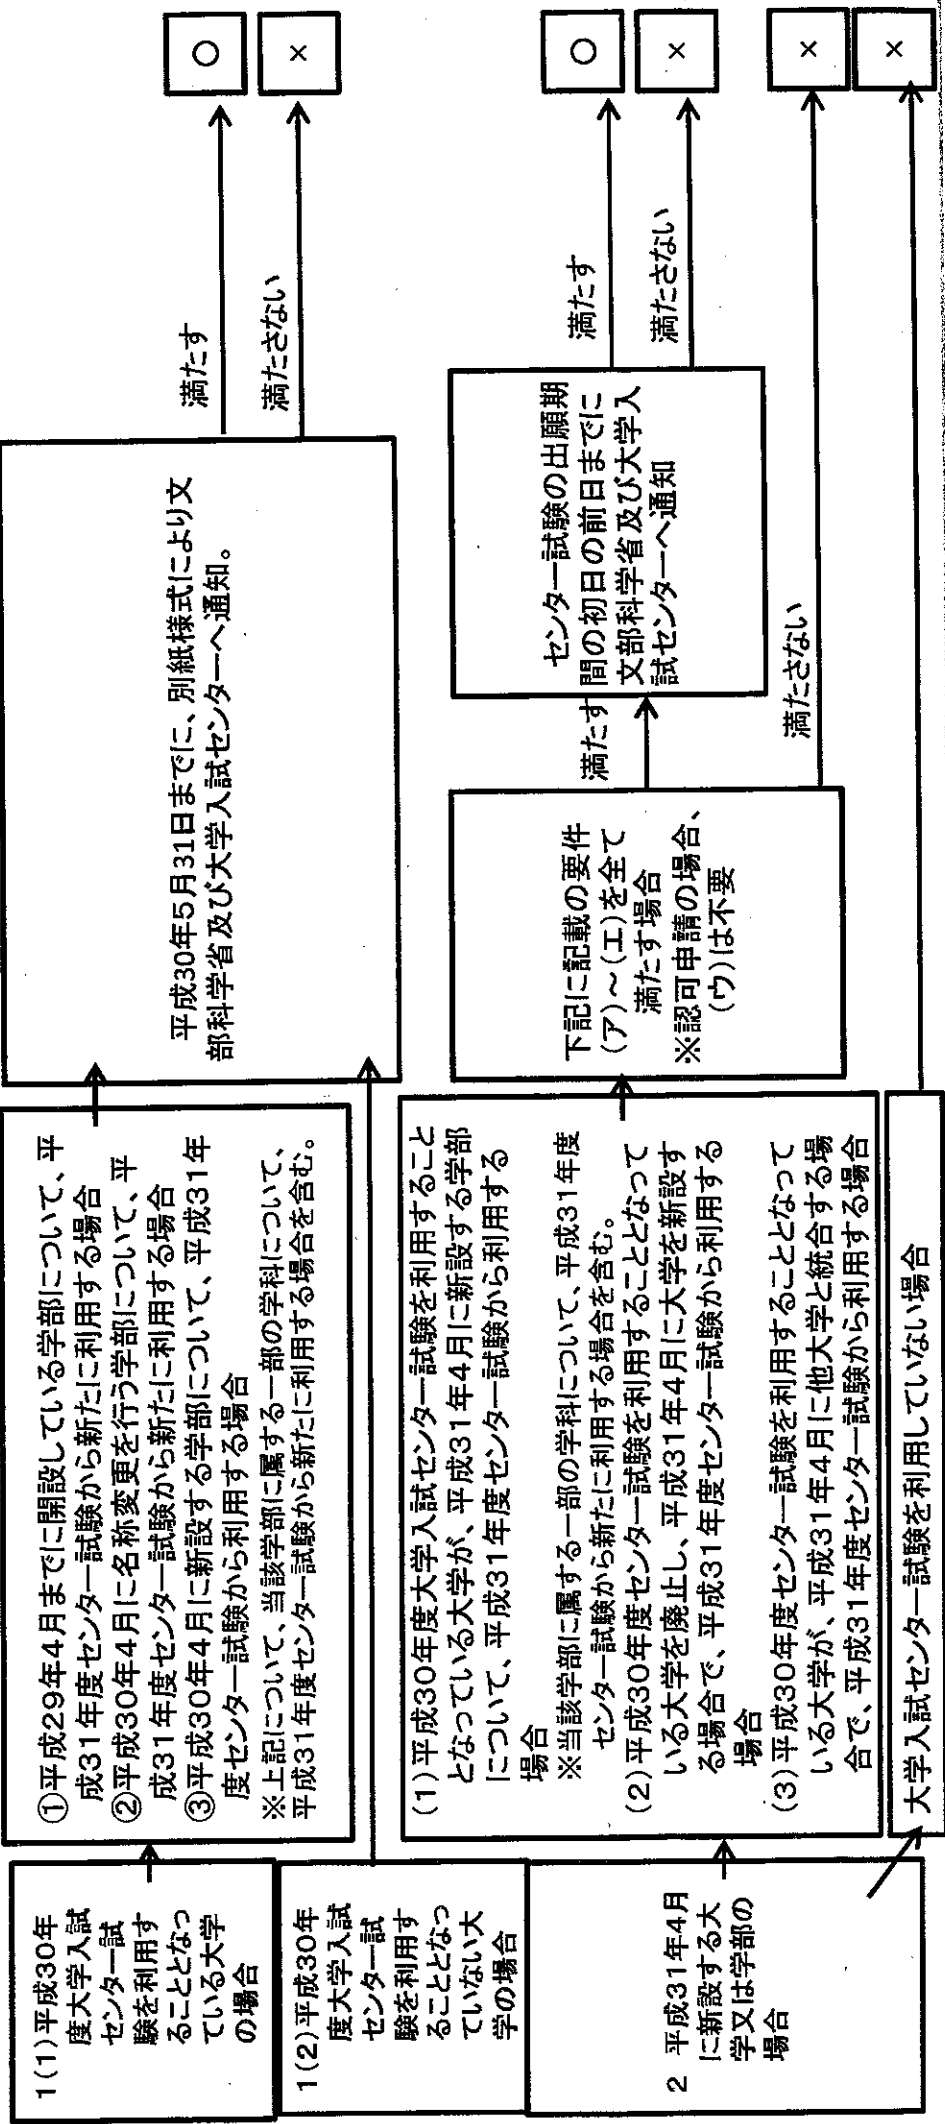 1(1)平成30年
度大学入試
センター試
験を利用す
ることとなっ
ている大学
の場合
①平成29年4月までに開設している学部について、平
成31年度センター試験から新たに利用する場合
②平成30年4月に名称変更を行う学部について、平
成31年度センター試験から新たに利用する場合
③平成30年4月に新設する学部について、平成31年
度センター試験から利用する場合
※上記について、当該学部に属する一部の学科について、
平成31年度センター試験から新たに利用する場合を含む。
平成30年5月31日までに、別紙様式により文
部科学省及び大学入試センターへ通知。
満たす
○
満たさない
×
1(2)平成30年
度大学入試
センター試
験を利用す
ることとなっ
ていない大
学の場合
2 平成31年4月
に新設する大
学又は学部の
場合
(1)平成30年度大学入試センター試験を利用すること
となっている大学が、平成31年4月に新設する学部
について、平成31年度センター試験から利用する
場合
※当該学部に属する一部の学科について、平成31年度
センター試験から新たに利用する場合を含む。
(2)平成30年度センター試験を利用することとなって
いる大学を廃止し、平成31年4月に大学を新設す
る場合で、平成31年度センター試験から利用する
場合
(3)平成30年度センター試験を利用することとなって
いる大学が、平成31年4月に他大学と統合する場
合で、平成31年度センター試験から利用する場合
下記に記載の要件
(ア)～(エ)を全て
満たす場合
※認可申請の場合、
(ウ)は不要
満たす
センター試験の出願期
間の初日の前日までに
文部科学省及び大学入
試センターへ通知
満たす
○
満たさない
×
満たさない
×
大学入試センター試験を利用していない場合
×